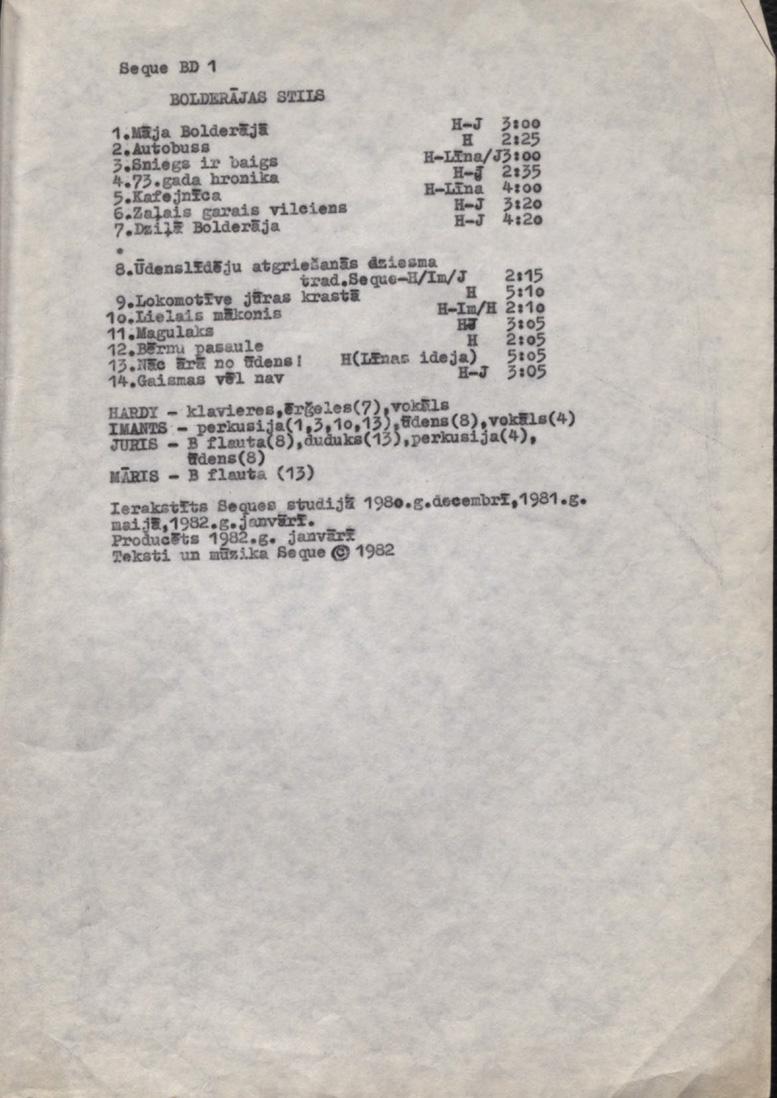 Seque BD 1
BOLDERĀJAS STILS
1.Māja Bolderājā H-J 3:00
2.Autobuss H 2:25
3.Sniegs ir baigs H-Līna/J3:00
4.73.gada hronika H-J 2:35
5.Kafejnīca H-Līna 4:00
6.Zaļais garais vilciens H-J 3:20
7.Dziļā Bolderāja H-J 4:20
8.Ūdenslīdēju atgriešanās dziesma
trad.Seque-H/Im/J 2:15
9.Lokomotīve jūras krastā H 5:10
10.Lielais mākonis H-Im/H 2:10
11.Magulaks HJ 3:05
12.Bērnu pasaule H 2:05
13.Nāc ārā no ūdens! H(Līnas ideja) 5:05
14.Gaismas vēl nav H-J 3:05
HARDY - klavieres,ērģeles(7),vokāls
IMANTS - perkusija(1,3,10,13),ūdens(8),vokāls(4)
JURIS - B flauta(8),duduks(13),perkusija(4),
ūdens(8)
MĀRIS - B flauta (13)
Ierakstīts Seques studijā 1980.g.decembrī,1981.g.
maijā,1982.g.janvārī.
Producēts 1982.g. janvārī
Teksti un mūzika Seque © 1982